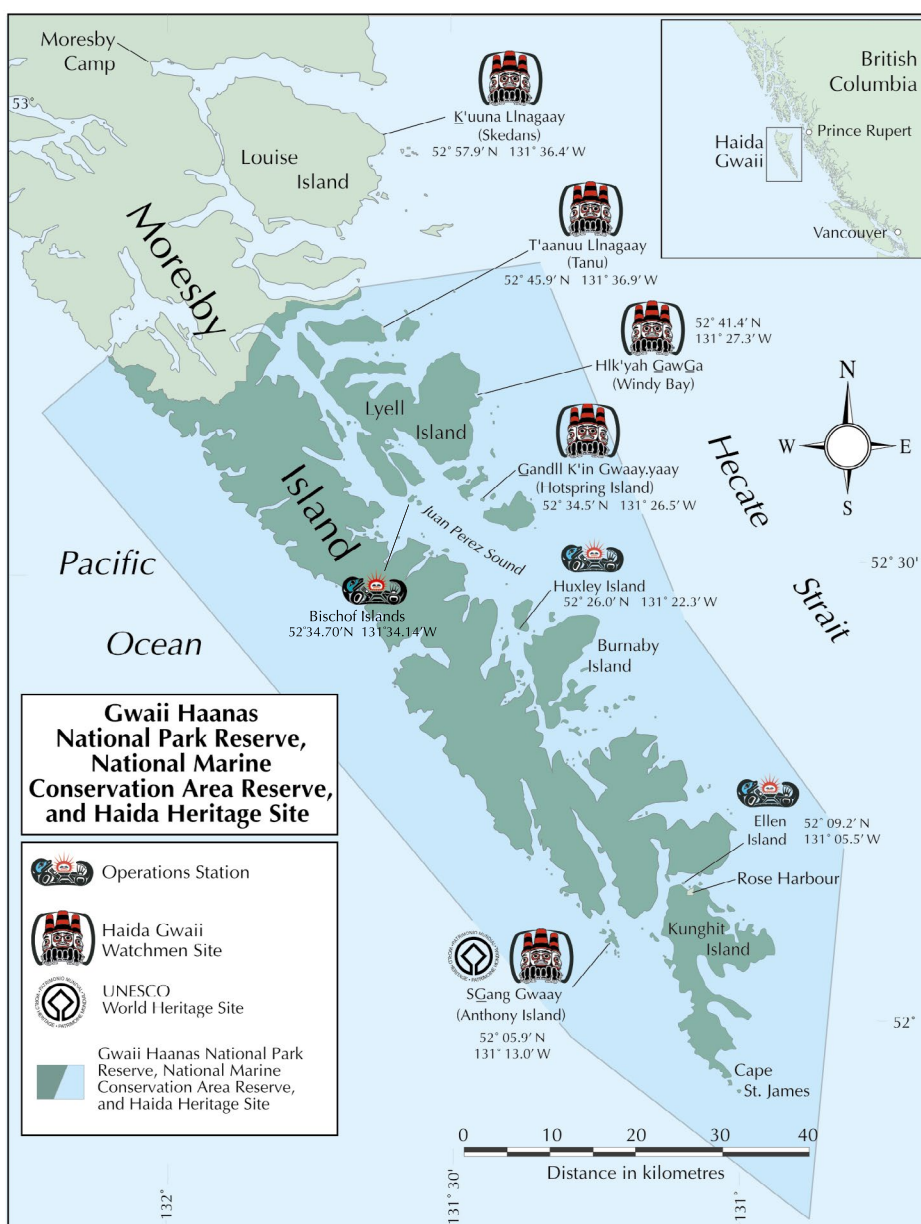 Moresby
Camp
53°
Louise
Island
K'uuna Llnagaay
(Skedans)
52° 57.9' N 131° 36.4' W
British
Columbia
Prince Rupert
Haida
Gwaii
Vancouver
Moresby
Island
T'aanuu Llnagaay
(Tanu)
52° 45.9' N 131° 36.9' W
52° 41.4' N
131° 27.3' W
Hlk'yah GawGa
(Windy Bay)
Lyell
Island
Gandll K'in Gwaay.yaay
(Hotspring Island)
52° 34.5' N 131° 26.5' W
Hecate
Strait
N
W
E
S
Juan Perez Sound
Pacific
Ocean
52° 30'
Huxley Island
52° 26.0' N 131° 22.3' W
Bischof Islands
52°34.70'N 131°34.14'W
Burnaby
Island
Gwaii Haanas
National Park Reserve,
National Marine
Conservation Area Reserve,
and Haida Heritage Site
Ellen
Island
52° 09.2' N
131° 05.5' W
Rose Harbour
Kunghit
Island
Operations Station
Haida Gwaii
Watchmen Site
UNESCO
World Heritage Site
Gwaii Haanas National Park
Reserve, National Marine
Conservation Area Reserve,
and Haida Heritage Site
SGang Gwaay
(Anthony Island)
52° 05.9' N
131° 13.0' W
52°
Cape
St. James
0 10 20 30 40
Distance in kilometres
132°
131° 30'
131°